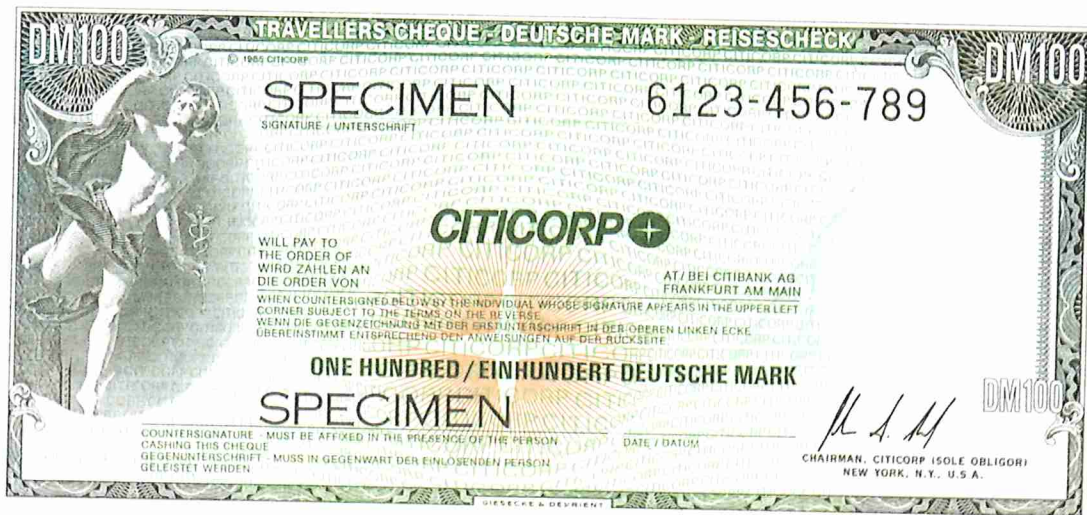 DM100
TRAVELLERS CHEQUE - DEUTSCHE MARK - REISESCHECK
DM100
© 1985 CITICORP
SPECIMEN
6123-456-789
SIGNATURE / UNTERSCHRIFT
CITICORP
WILL PAY TO
THE ORDER OF
WIRD ZAHLEN AN
DIE ORDER VON
AT / BEI CITIBANK AG
FRANKFURT AM MAIN
WHEN COUNTERSIGNED BELOW BY THE INDIVIDUAL WHOSE SIGNATURE APPEARS IN THE UPPER LEFT
CORNER SUBJECT TO THE TERMS ON THE REVERSE
WENN DIE GEGENZEICHNUNG MIT DER ERSTUNTERSCHRIFT IN DER OBEREN LINKEN ECKE
ÜBEREINSTIMMT ENTSPRECHEND DEN ANWEISUNGEN AUF DER RÜCKSEITE.
ONE HUNDRED / EINHUNDERT DEUTSCHE MARK
DM100
SPECIMEN
COUNTERSIGNATURE - MUST BE AFFIXED IN THE PRESENCE OF THE PERSON
CASHING THIS CHEQUE
GEGENUNTERSCHRIFT - MUSS IN GEGENWART DER EINLÖSENDEN PERSON
GELEISTET WERDEN
DATE / DATUM
CHAIRMAN, CITICORP (SOLE OBLIGOR)
NEW YORK, N.Y., U.S.A.
GIESECKE & DEVRIENT